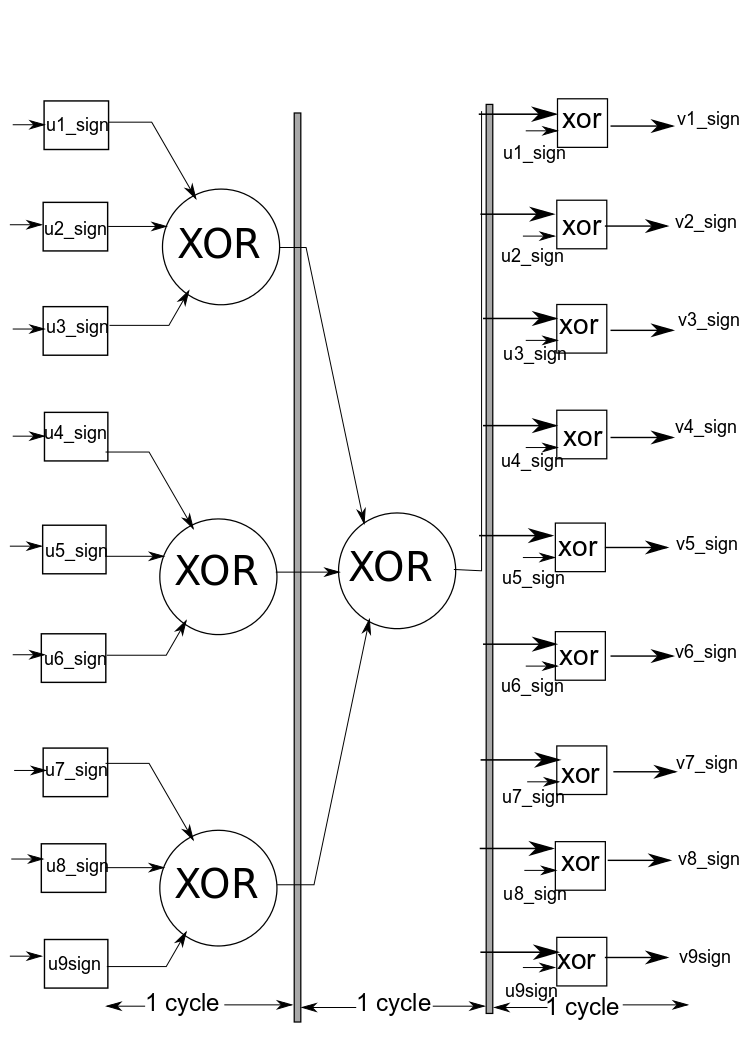 u1_sign
u2_sign
u3_sign
u4_sign
u5_sign
u6_sign
u7_sign
u8_sign
u9sign
XOR
XOR
XOR
XOR
xor
u1_sign
v1_sign
xor
u2_sign
v2_sign
xor
u3_sign
v3_sign
xor
u4_sign
v4_sign
xor
u5_sign
v5_sign
xor
u6_sign
v6_sign
xor
u7_sign
v7_sign
xor
u8_sign
v8_sign
xor
u9sign
v9sign
1 cycle
1 cycle
1 cycle